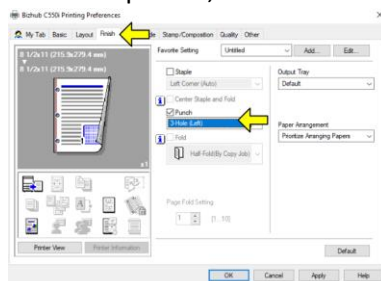 Bizhub C550i Printing Preferences
My Tab Basic Layout Finish Stamp/Composition Quality Other
8 1/2x11 (215.9x279.4 mm)
8 1/2x11 (215.9x279.4 mm)
x1
Printer View Printer Information
Favorite Setting Untitled Add... Edit...
Staple
Left Corner (Auto)
Center Staple and Fold
Punch
3-Hole (Left)
Fold
Half-Fold(By Copy Job)
Page Fold Setting
1 [1..10]
Output Tray
Default
Paper Arrangement
Prioritize Arranging Papers
Default
OK Cancel Apply Help